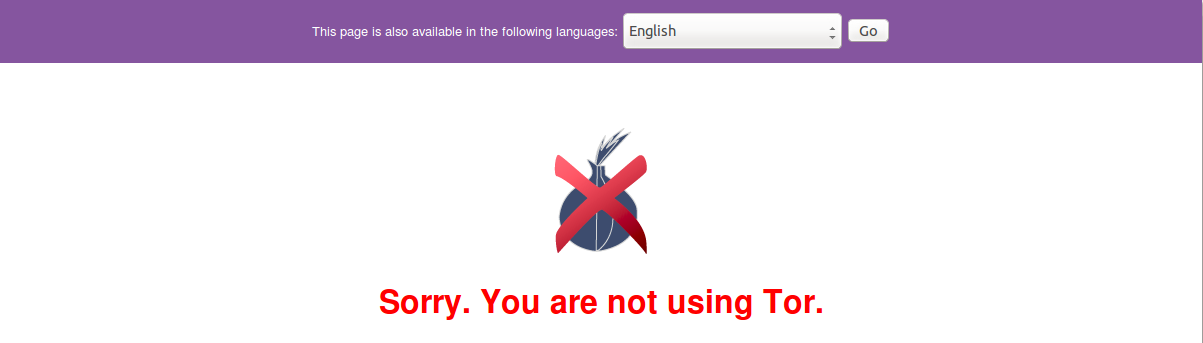 This page is also available in the following languages: English Go
Sorry. You are not using Tor.